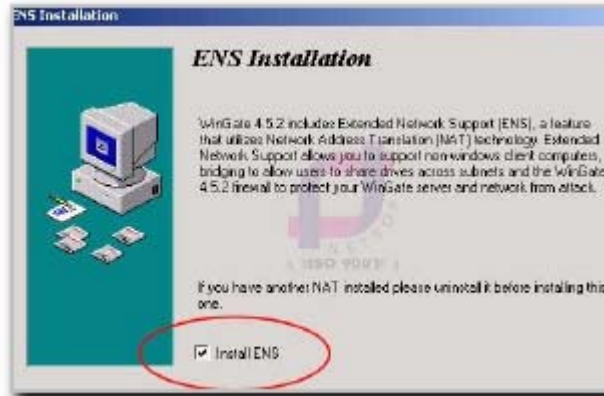 ENS Installation
ENS Installation
WinGate 4.5.2 includes Extended Network Support (ENS), a feature
that utilizes Network Address Translation (NAT) technology. Extended
Network Support allows you to support non-windows client computers,
bridging to allow users to share drives across subnets and the WinGate
4.5.2 firewall to protect your WinGate server and network from attack.
If you have another NAT installed please uninstall it before installing this
one.
Install ENS